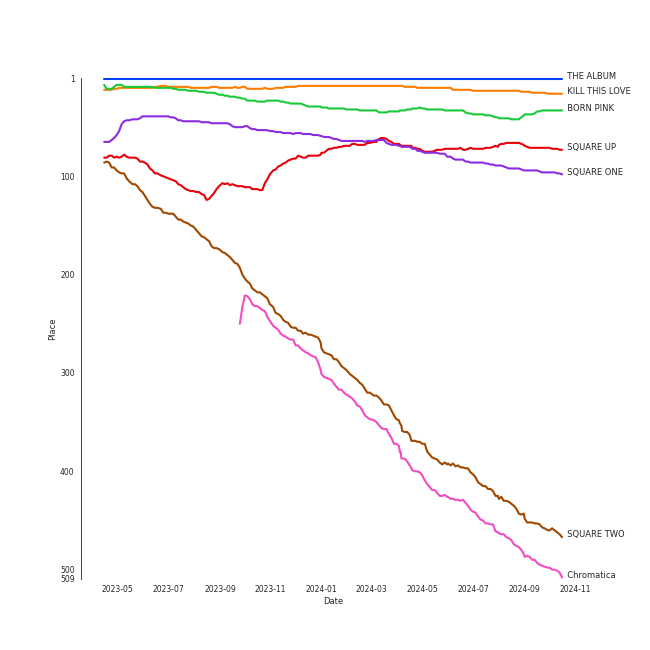 1
THE ALBUM
KILL THIS LOVE
BORN PINK
SQUARE UP
SQUARE ONE
100
200
Place
300
400
SQUARE TWO
500
509
Chromatica
2023-05 2023-07 2023-09 2023-11 2024-01 2024-03 2024-05 2024-07 2024-09 2024-11
Date